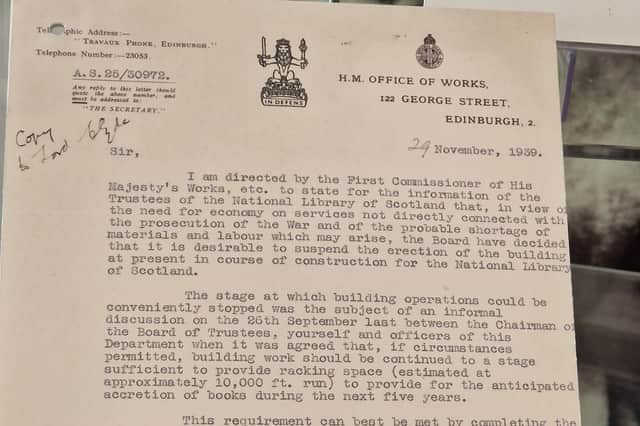 Telegraphic Address:—
"Travaux Phone, Edinburgh."
Telephone Number:—23053.
A.S.25/30972.
Any reply to this letter should
quote the above number, and
must be addressed to:
"THE SECRETARY."
Copy
to Lord Clyde
IN DEFENS
H.M. OFFICE OF WORKS,
122 GEORGE STREET,
EDINBURGH, 2.
29 November, 1939.
Sir,
I am directed by the First Commissioner of His
Majesty's Works, etc. to state for the information of the
Trustees of the National Library of Scotland that, in view of
the need for economy on services not directly connected with
the prosecution of the War and of the probable shortage of
materials and labour which may arise, the Board have decided
that it is desirable to suspend the erection of the building
at present in course of construction for the National Library
of Scotland.
The stage at which building operations could be
conveniently stopped was the subject of an informal
discussion on the 26th September last between the Chairman of
the Board of Trustees, yourself and officers of this
Department when it was agreed that, if circumstances
permitted, building work should be continued to a stage
sufficient to provide racking space (estimated at
approximately 10,000 ft. run) to provide for the anticipated
accretion of books during the next five years.
This requirement can best be met by completing the